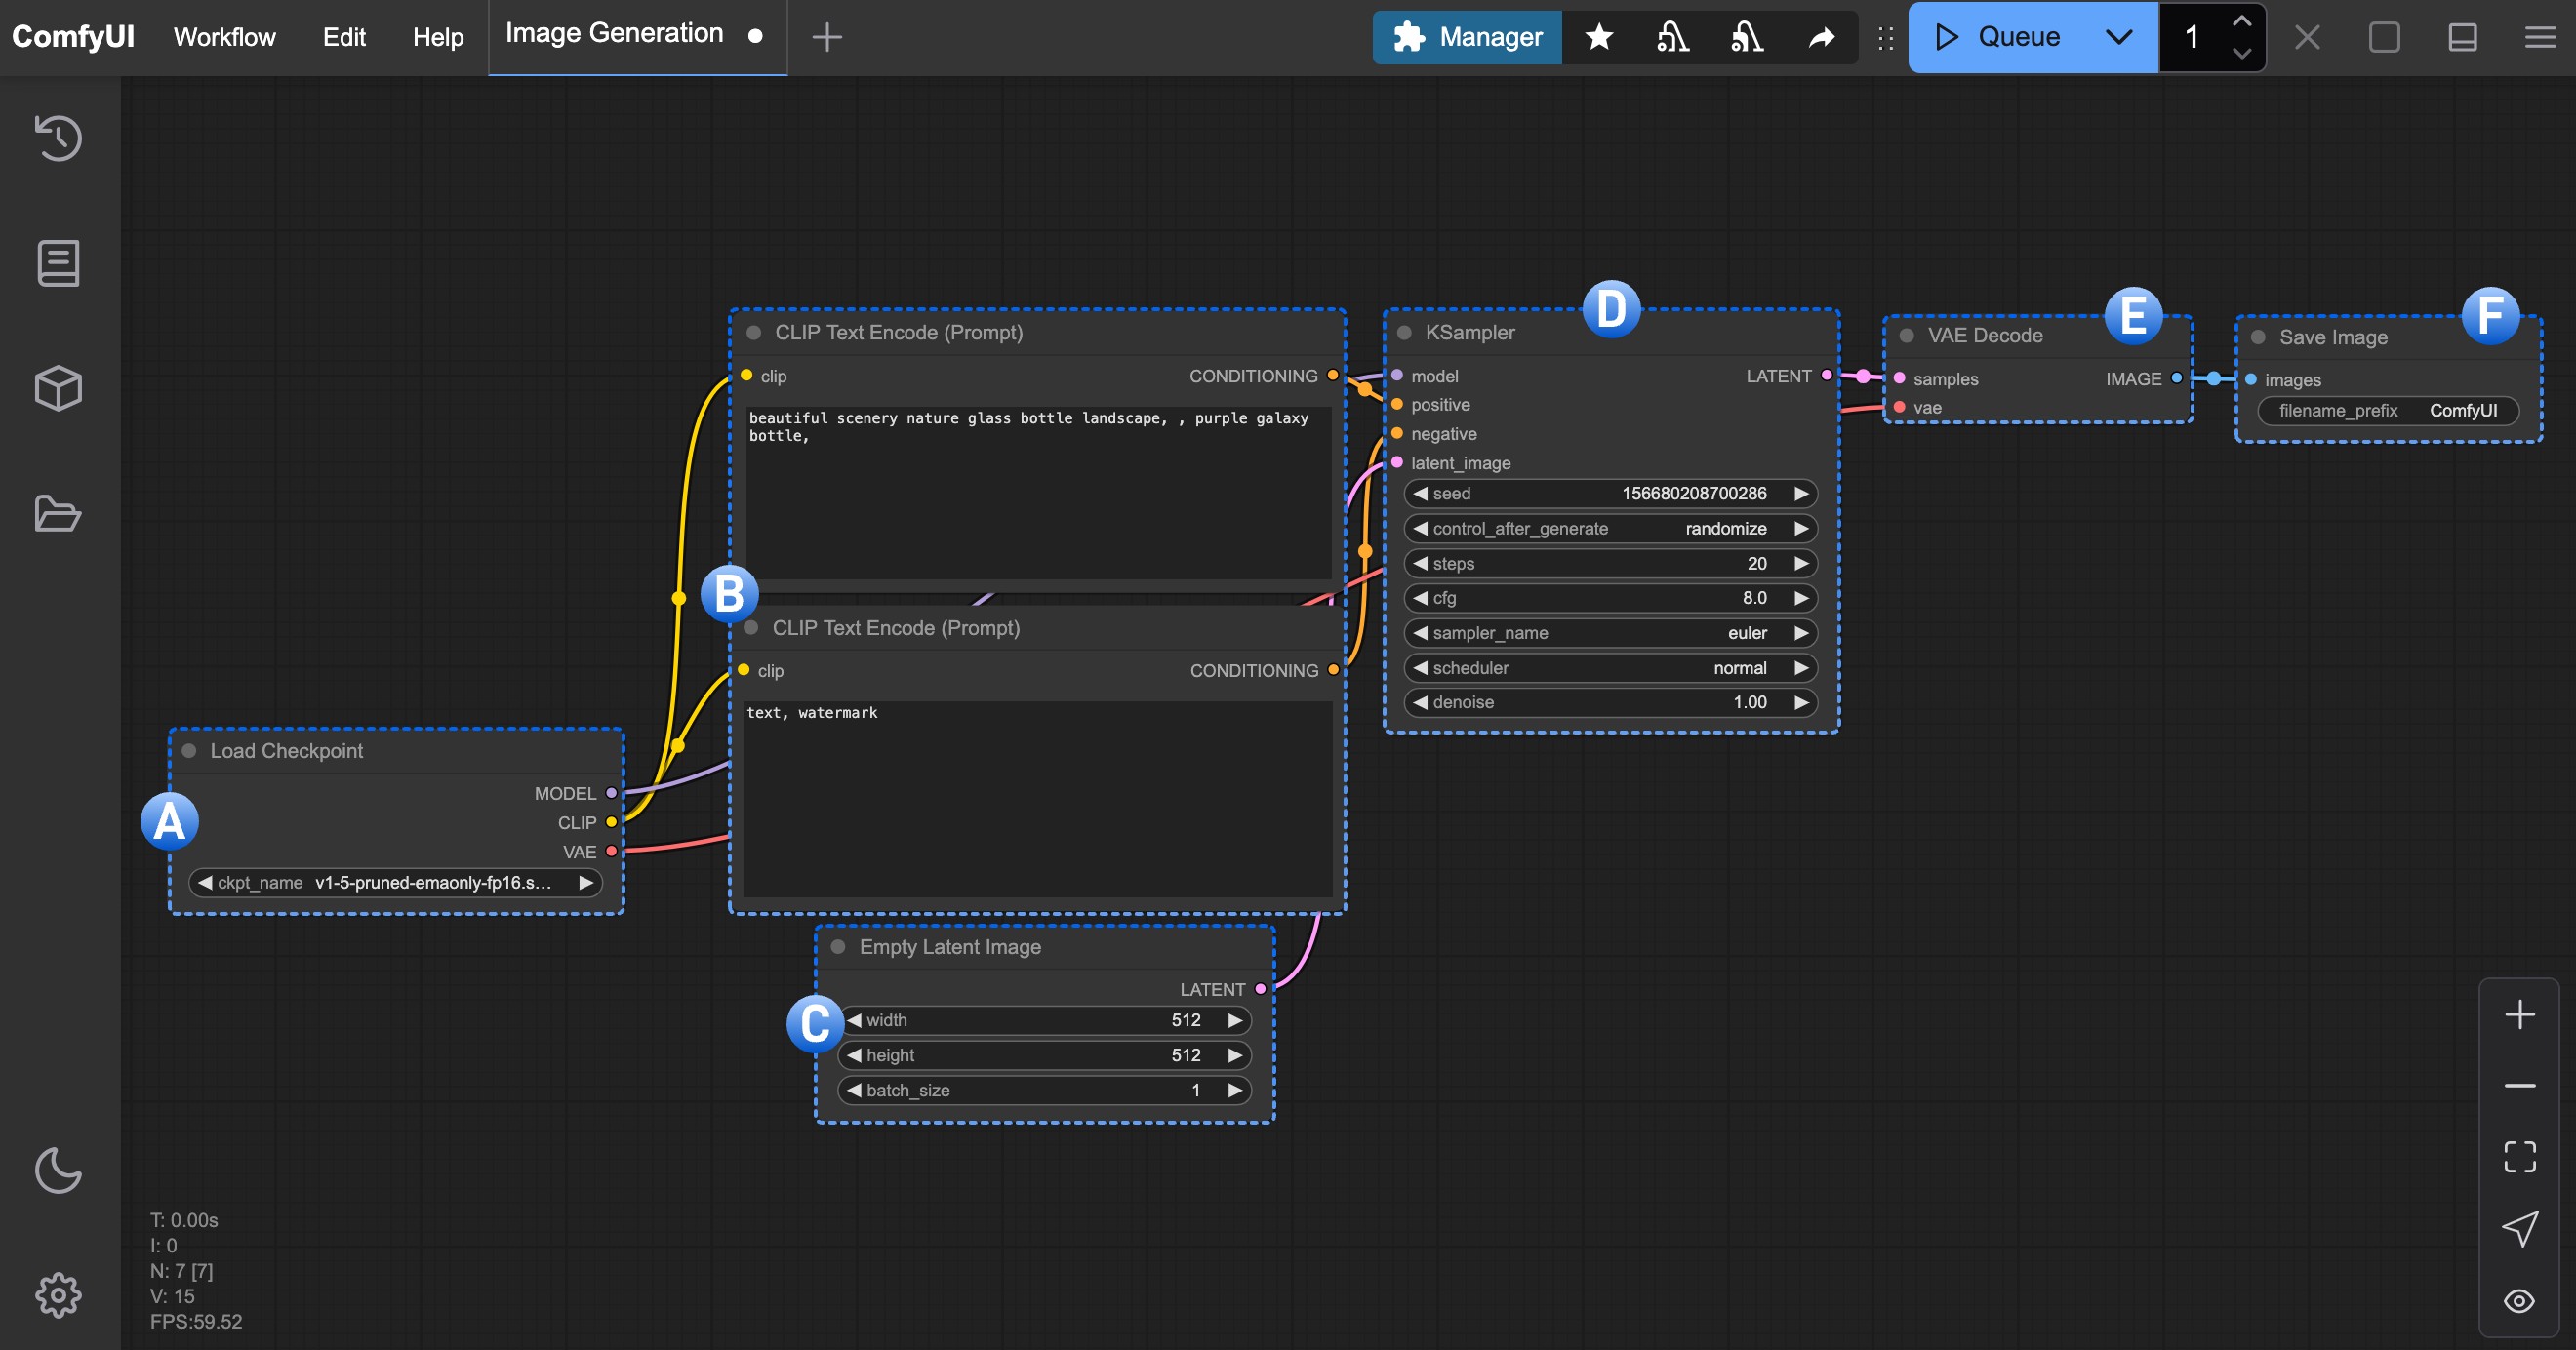 ComfyUI Workflow Edit Help Image Generation Manager Queue 1
CLIP Text Encode (Prompt)
clip CONDITIONING
beautiful scenery nature glass bottle landscape, , purple galaxy
bottle,
B
CLIP Text Encode (Prompt)
clip CONDITIONING
text, watermark
D
KSampler
model LATENT
positive
negative
latent_image
seed 156680208700286
control_after_generate randomize
steps 20
cfg 8.0
sampler_name euler
scheduler normal
denoise 1.00
E
VAE Decode
samples IMAGE
vae
F
Save Image
images
filename_prefix ComfyUI
Load Checkpoint
A
MODEL
CLIP
VAE
ckpt_name v1-5-pruned-emaonly-fp16.s...
Empty Latent Image
LATENT
C
width 512
height 512
batch_size 1
T: 0.00s
I: 0
N: 7 [7]
V: 15
FPS:59.52